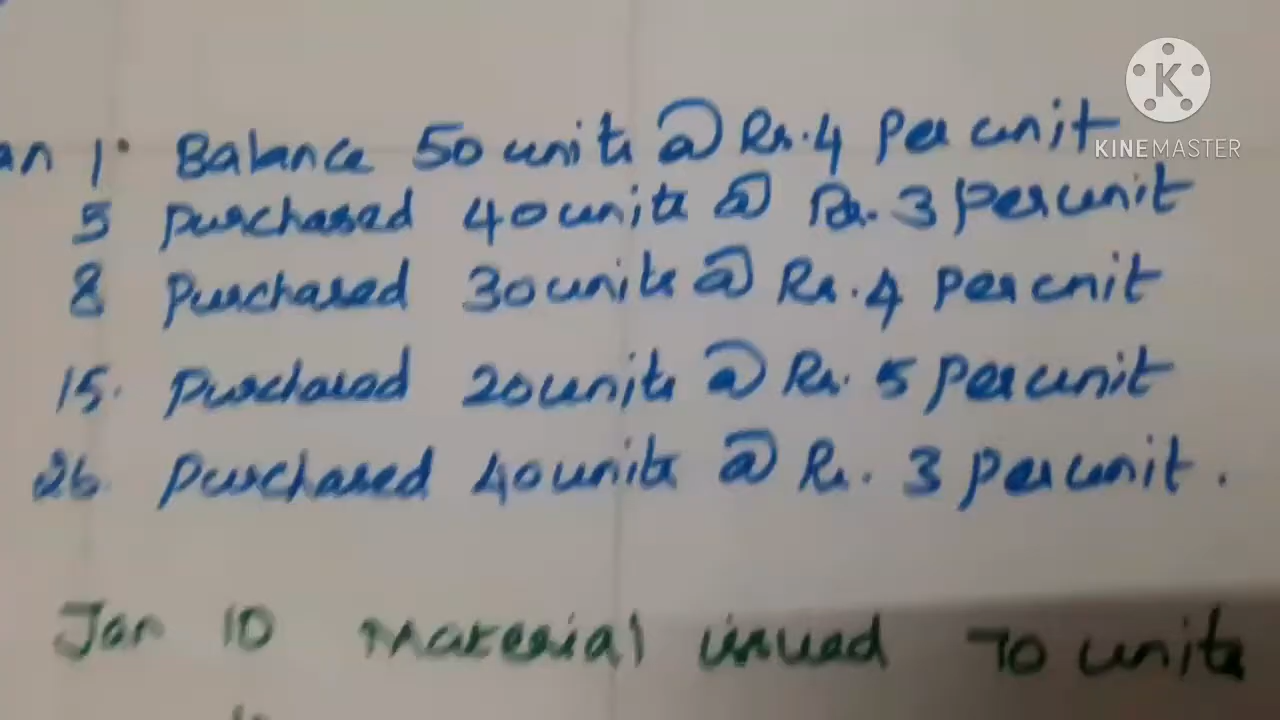 an 1. Balance 50 units @ Rs. 4 Per unit
KINEMASTER
5 purchased 40 units @ Rs. 3 per unit
8 Purchased 30 units @ Rs. 4 Per unit
15. Purchased 20 units @ Rs. 5 Per unit
26. Purchased 40 units @ Rs. 3 per unit.
Jan 10 Material issued 70 units